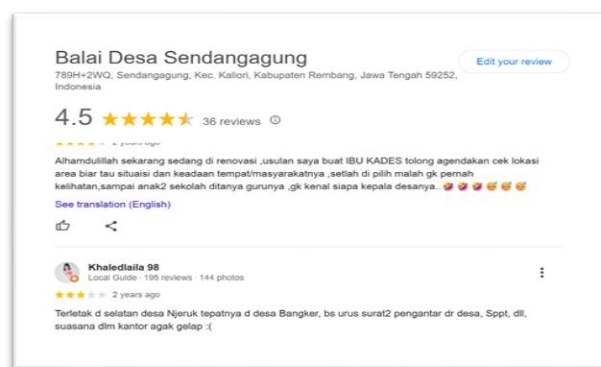 Balai Desa Sendangagung
Edit your review
789H+2WQ, Sendangagung, Kec. Kaliori, Kabupaten Rembang, Jawa Tengah 59252,
Indonesia
4.5 36 reviews
2 years ago
Alhamdulillah sekarang sedang di renovasi ,usulan saya buat IBU KADES tolong agendakan cek lokasi
area biar tau situaisi dan keadaan tempat/masyarakatnya ,setlah di pilih malah gk pernah
kelihatan,sampai anak2 sekolah ditanya gurunya ,gk kenal siapa kepala desanya..🤣🤣🤣🥳🥳🥳
See translation (English)
Khaledlaila 98
Local Guide · 195 reviews · 144 photos
2 years ago
Terletak d selatan desa Njeruk tepatnya d desa Bangker, bs urus surat2 pengantar dr desa, Sppt, dll,
suasana dlm kantor agak gelap :(